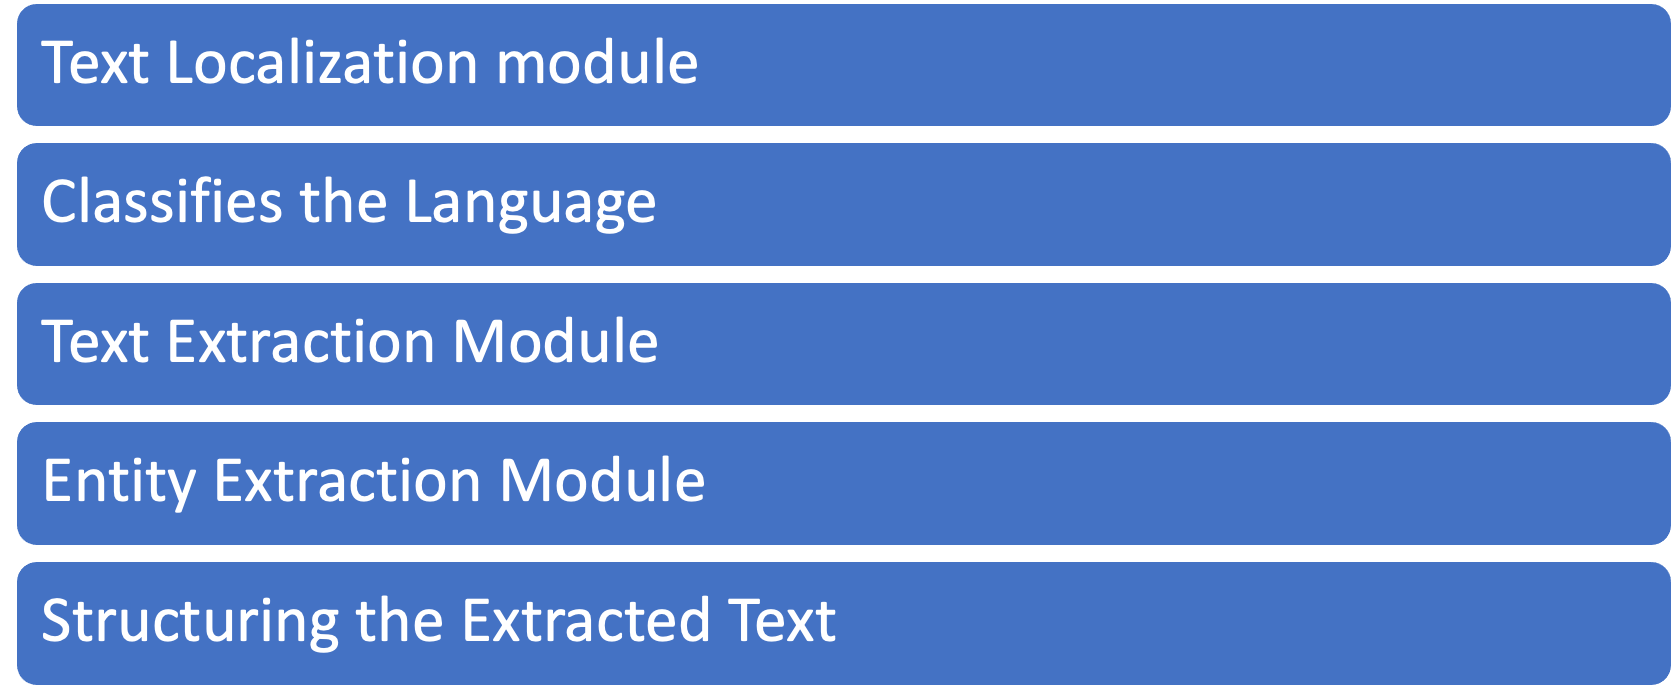 Text Localization module
Classifies the Language
Text Extraction Module
Entity Extraction Module
Structuring the Extracted Text